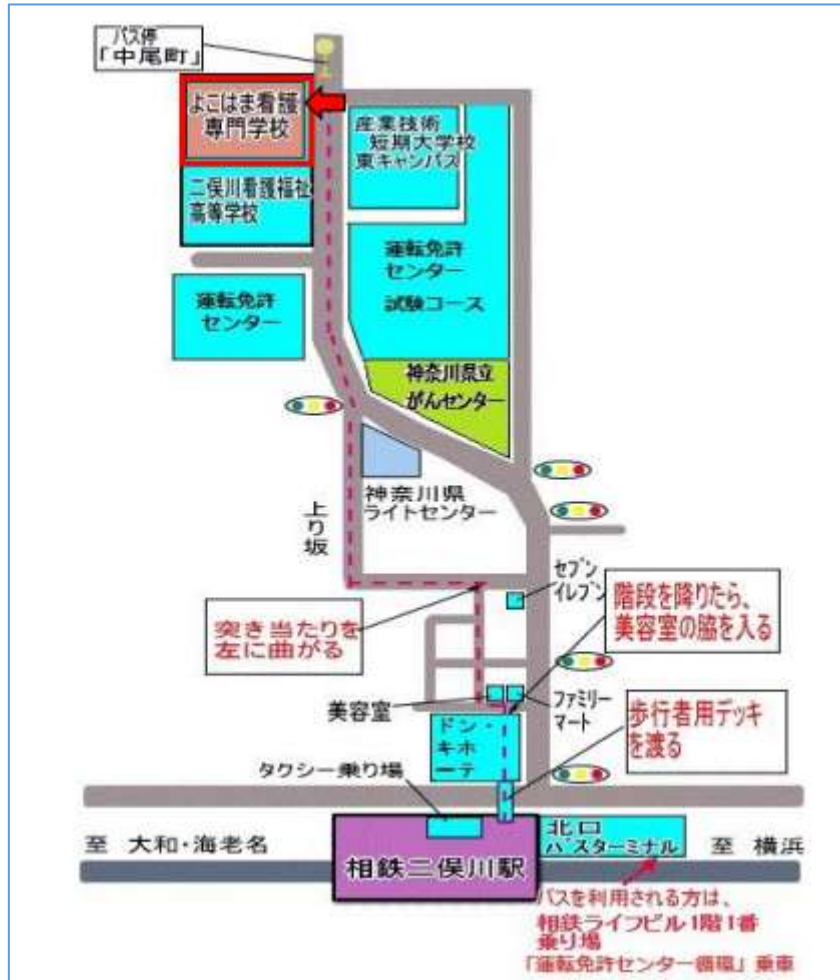 バス停
「中尾町」
よこはま看護
専門学校
産業技術
短期大学校
東キャンパス
二俣川看護福祉
高等学校
運転免許
センター
試験コース
運転免許
センター
神奈川県立
がんセンター
神奈川県
ライトセンター
上り坂
セブン
イレブン
階段を降りたら、
美容室の脇を入る
突き当たりを
左に曲がる
美容室
ファミリー
マート
ドン・
キホ
ーテ
歩行者用デッキ
を渡る
タクシー乗り場
至 大和・海老名
相鉄二俣川駅
北口
バスターミナル
至 横浜
バスを利用される方は、
相鉄ライフビル1階1番
乗り場
「運転免許センター循環」乗車